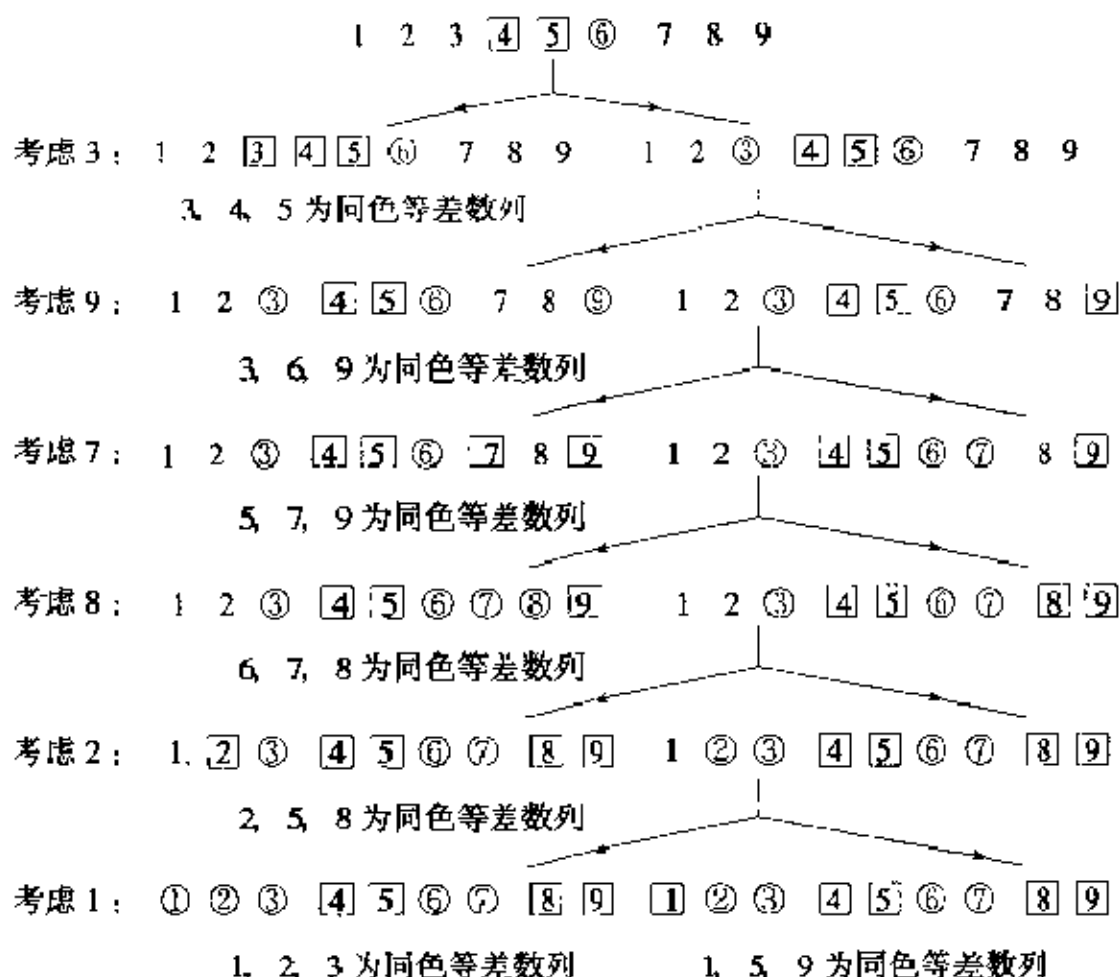 1 2 3 4 5 ⑥ 7 8 9
考虑 3： 1 2 3 4 5 ⑥ 7 8 9 1 2 ③ 4 5 ⑥ 7 8 9
3, 4, 5 为同色等差数列
考虑 9： 1 2 ③ 4 5 ⑥ 7 8 ⑨ 1 2 ③ 4 5 ⑥ 7 8 9
3, 6, 9 为同色等差数列
考虑 7： 1 2 ③ 4 5 ⑥ 7 8 9 1 2 ③ 4 5 ⑥ ⑦ 8 9
5, 7, 9 为同色等差数列
考虑 8： 1 2 ③ 4 5 ⑥ ⑦ ⑧ 9 1 2 ③ 4 5 ⑥ ⑦ 8 9
6, 7, 8 为同色等差数列
考虑 2： 1 2 ③ 4 5 ⑥ ⑦ 8 9 1 ② ③ 4 5 ⑥ ⑦ 8 9
2, 5, 8 为同色等差数列
考虑 1： ① ② ③ 4 5 ⑥ ⑦ 8 9 1 ② ③ 4 5 ⑥ ⑦ 8 9
1, 2, 3 为同色等差数列 1, 5, 9 为同色等差数列